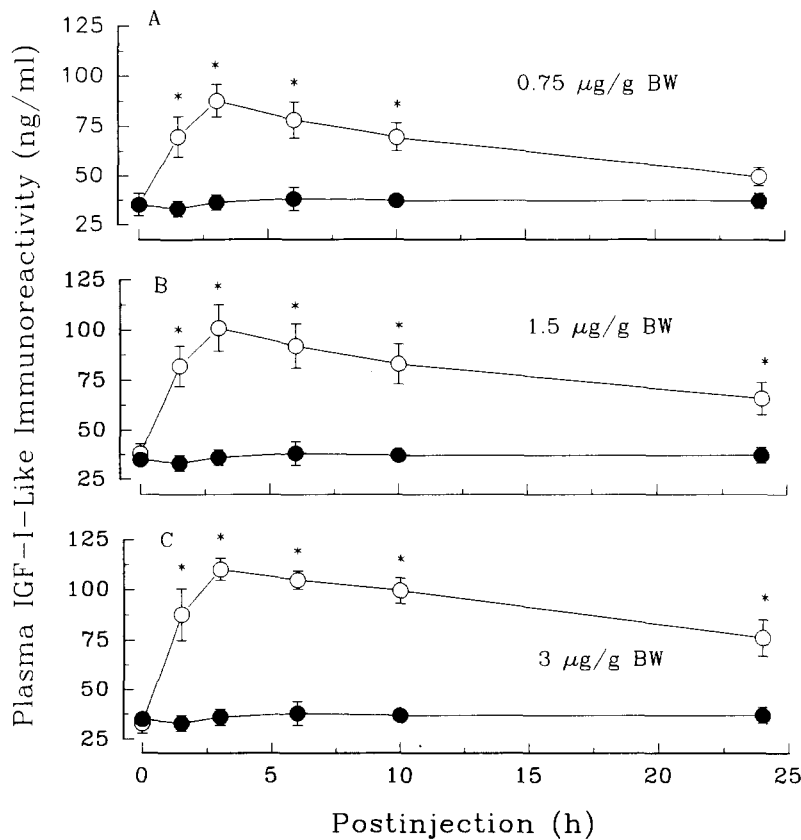 Plasma IGF-I-Like Immunoreactivity (ng/ml)
A
0.75 μg/g BW
125
100
75
50
25
* * * *
B
1.5 μg/g BW
125
100
75
50
25
* * * * *
C
3 μg/g BW
125
100
75
50
25
* * * * *
0 5 10 15 20 25
Postinjection (h)